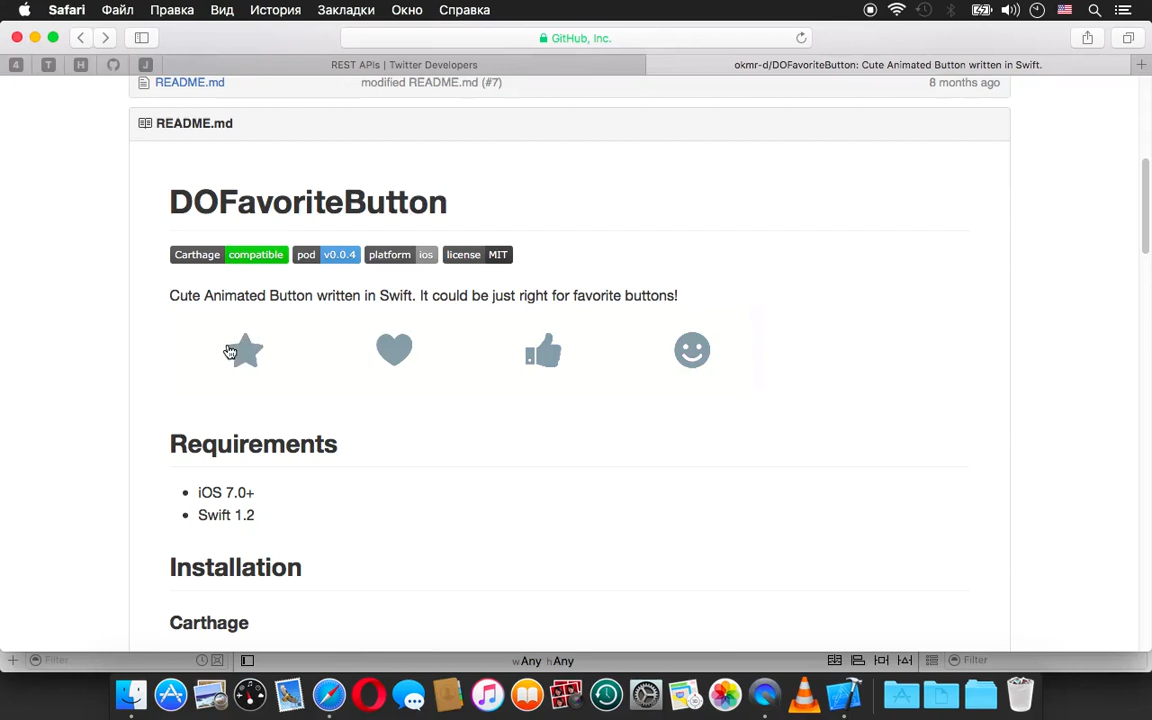 Safari Файл Правка Вид История Закладки Окно Справка
GitHub, Inc.
4 T H J REST APIs | Twitter Developers okmr-d/DOFavoriteButton: Cute Animated Button written in Swift.
README.md modified README.md (#7) 8 months ago
README.md
DOFavoriteButton
Carthage compatible pod v0.0.4 platform ios license MIT
Cute Animated Button written in Swift. It could be just right for favorite buttons!
Requirements
iOS 7.0+
Swift 1.2
Installation
Carthage
Filter wAny hAny Filter